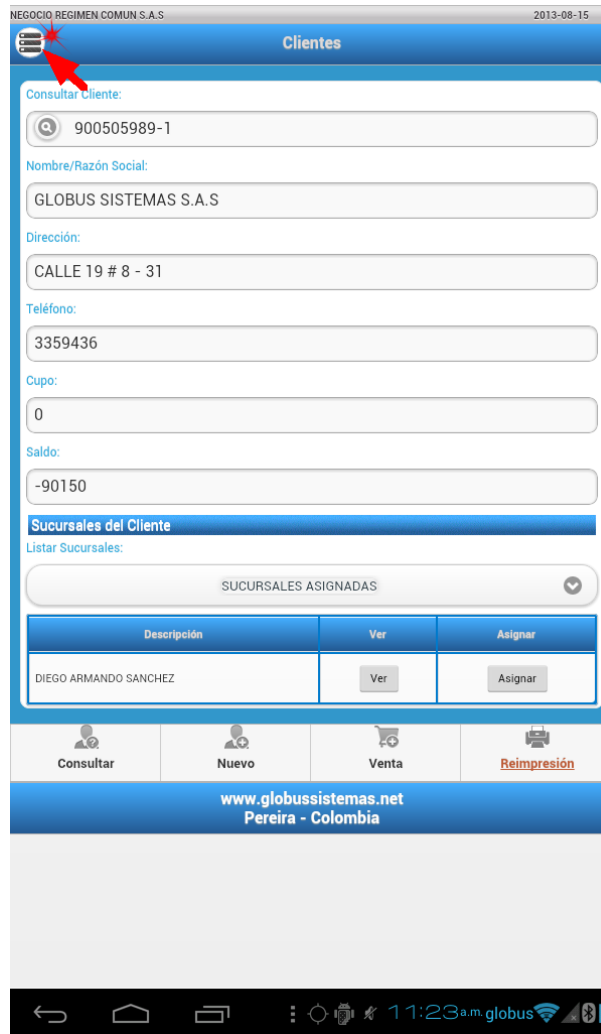 NEGOCIO REGIMEN COMUN S.A.S 2013-08-15
Clientes
Consultar Cliente:
900505989-1
Nombre/Razón Social:
GLOBUS SISTEMAS S.A.S
Dirección:
CALLE 19 # 8 - 31
Teléfono:
3359436
Cupo:
0
Saldo:
-90150
Sucursales del Cliente
Listar Sucursales:
SUCURSALES ASIGNADAS
Descripción Ver Asignar
DIEGO ARMANDO SANCHEZ Ver Asignar
Consultar Nuevo Venta Reimpresión
www.globussistemas.net
Pereira - Colombia
11:23a.m. globus